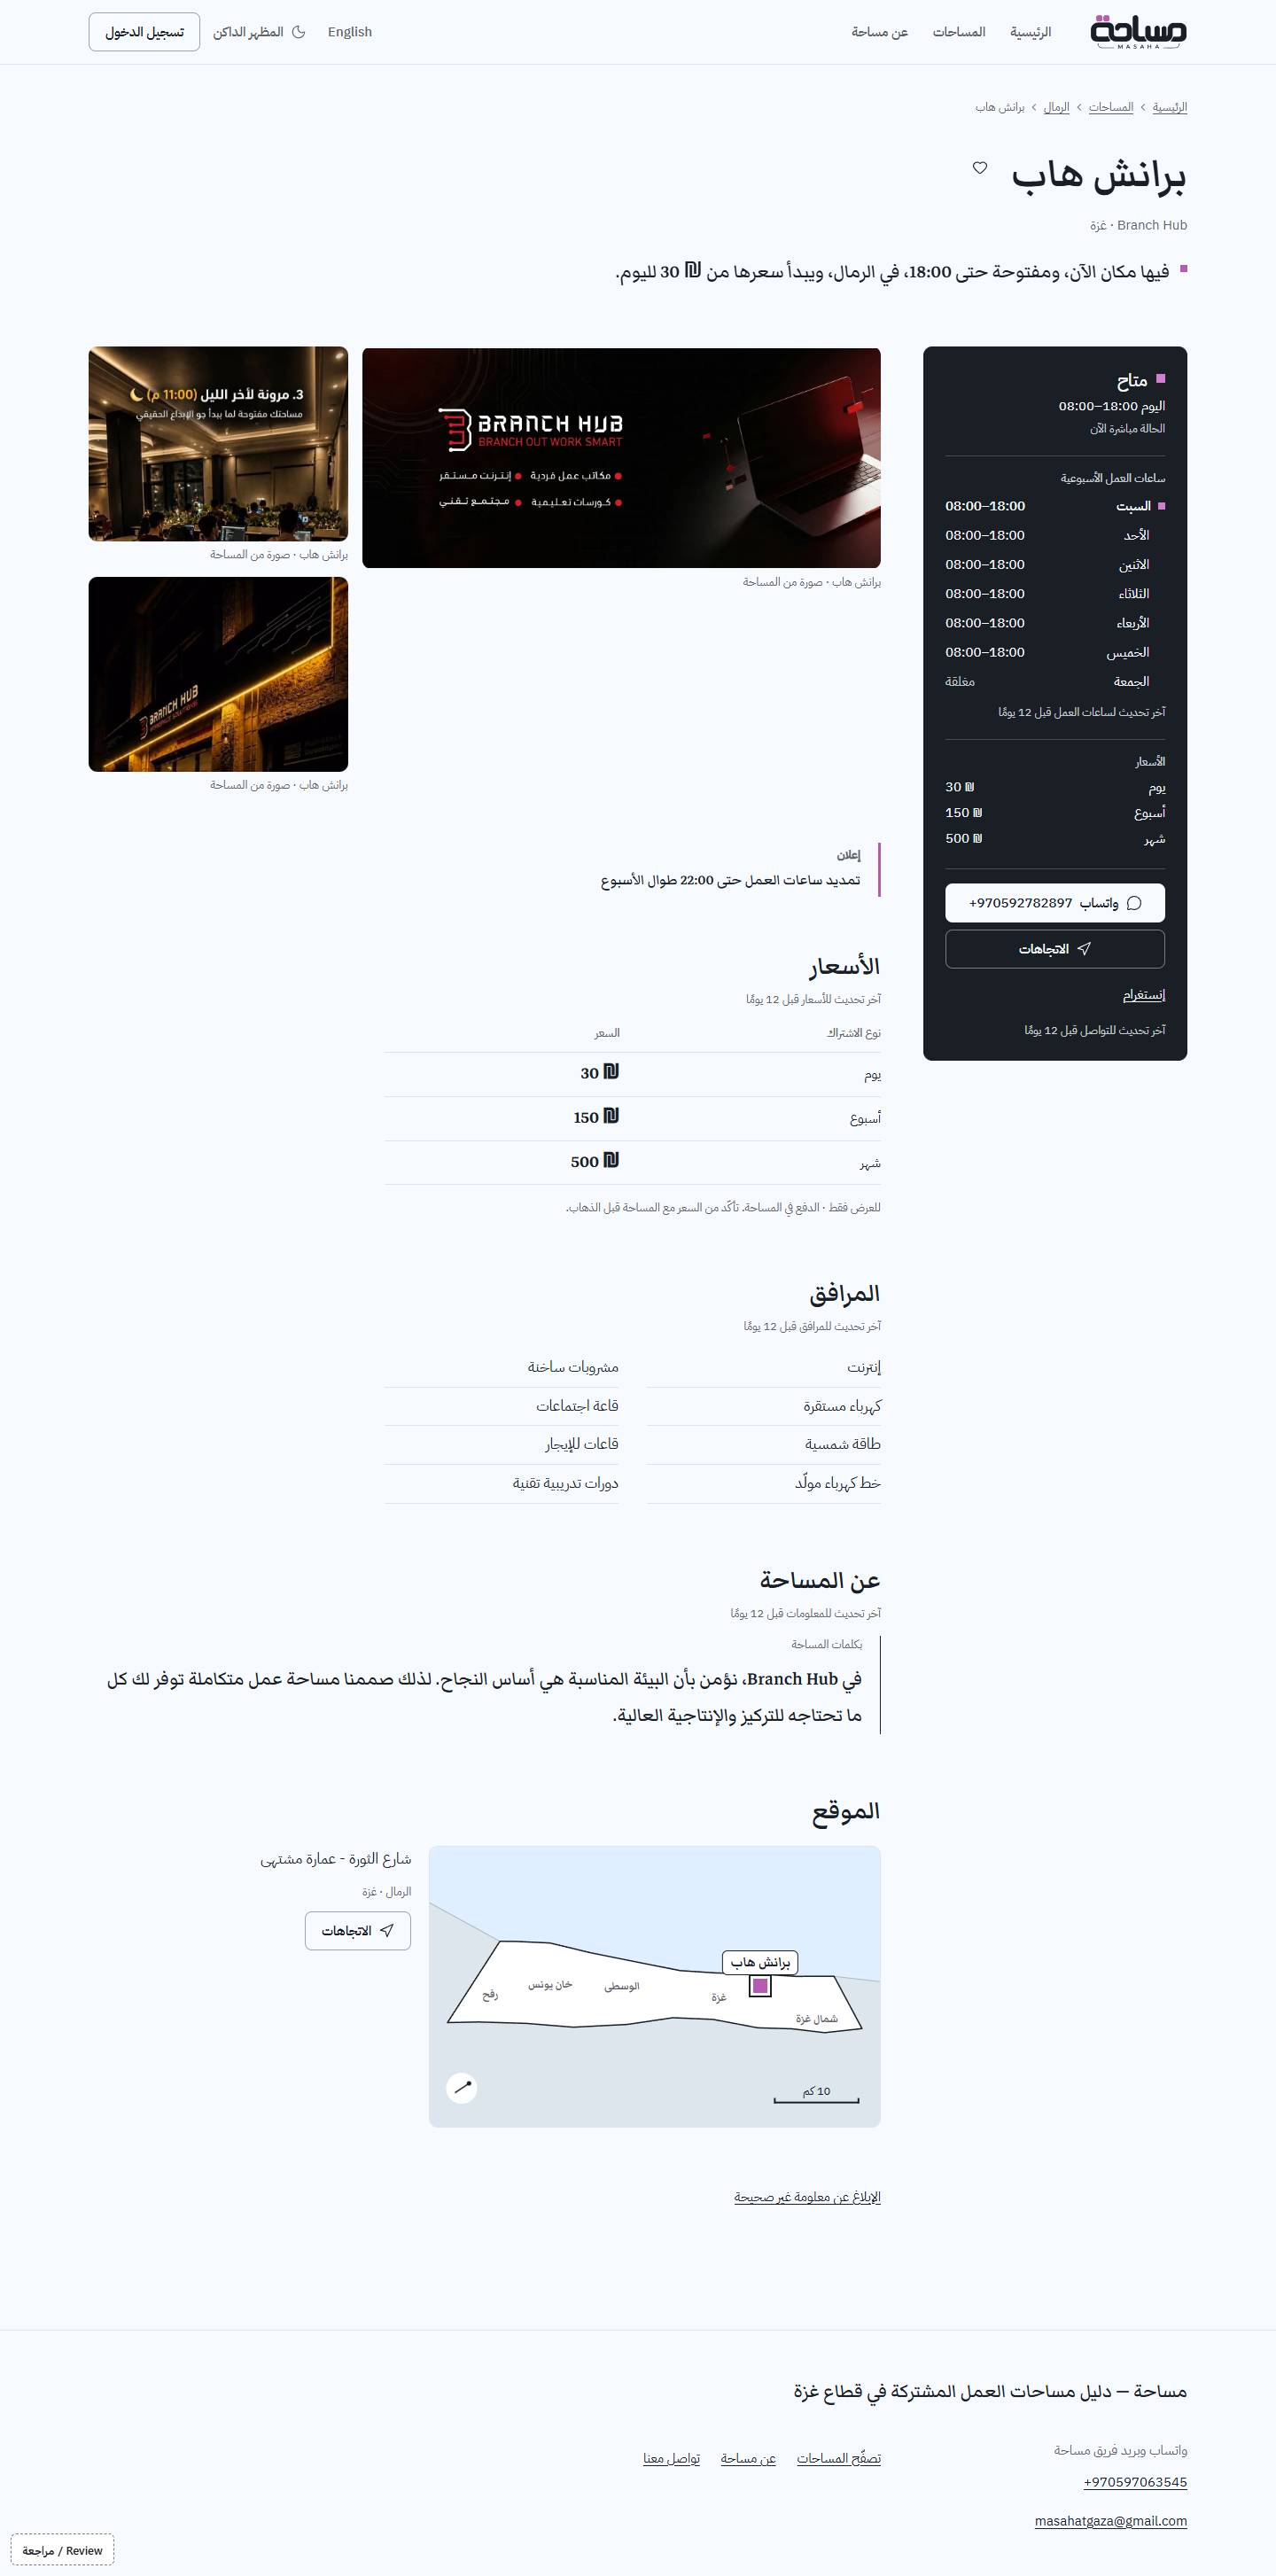 مساحة
MASAHA
الرئيسية
المساحات
عن مساحة
English
المظهر الداكن
تسجيل الدخول
الرئيسية › المساحات › الرمال › برانش هاب
برانش هاب
Branch Hub · غزة
فيها مكان الآن، ومفتوحة حتى 18:00، في الرمال، ويبدأ سعرها من ₪ 30 لليوم.
متاح
اليوم 08:00–18:00
الحالة مباشرة الآن
ساعات العمل الأسبوعية
السبت 08:00–18:00
الأحد 08:00–18:00
الاثنين 08:00–18:00
الثلاثاء 08:00–18:00
الأربعاء 08:00–18:00
الخميس 08:00–18:00
الجمعة مغلقة
آخر تحديث لساعات العمل قبل 12 يومًا
الأسعار
يوم ₪ 30
أسبوع ₪ 150
شهر ₪ 500
واتساب +970592782897
الاتجاهات
إنستغرام
آخر تحديث للتواصل قبل 12 يومًا
BRANCH HUB
BRANCH OUT WORK SMART
مكاتب عمل فردية
إنترنت مستقر
كورسات تعليمية
مجتمع تقني
برانش هاب · صورة من المساحة
3. مرونة لأخر الليل (11:00 م)
مساحتك مفتوحة لما يبدأ جو الإبداع الحقيقي
برانش هاب · صورة من المساحة
BRANCH HUB
برانش هاب · صورة من المساحة
إعلان
تمديد ساعات العمل حتى 22:00 طوال الأسبوع
الأسعار
آخر تحديث للأسعار قبل 12 يومًا
نوع الاشتراك السعر
يوم ₪ 30
أسبوع ₪ 150
شهر ₪ 500
للعرض فقط · الدفع في المساحة. تأكّد من السعر مع المساحة قبل الذهاب.
المرافق
آخر تحديث للمرافق قبل 12 يومًا
إنترنت
مشروبات ساخنة
كهرباء مستقرة
قاعة اجتماعات
طاقة شمسية
قاعات للإيجار
خط كهرباء مولّد
دورات تدريبية تقنية
عن المساحة
آخر تحديث للمعلومات قبل 12 يومًا
بكلمات المساحة
في Branch Hub، نؤمن بأن البيئة المناسبة هي أساس النجاح. لذلك صممنا مساحة عمل متكاملة توفر لك كل
ما تحتاجه للتركيز والإنتاجية العالية.
الموقع
برانش هاب
شمال غزة
غزة
الوسطى
خان يونس
رفح
10 كم
شارع الثورة - عمارة مشتهى
الرمال · غزة
الاتجاهات
الإبلاغ عن معلومة غير صحيحة
مساحة — دليل مساحات العمل المشتركة في قطاع غزة
واتساب وبريد فريق مساحة
+970597063545
masahatgaza@gmail.com
تصفّح المساحات
عن مساحة
تواصل معنا
مراجعة / Review